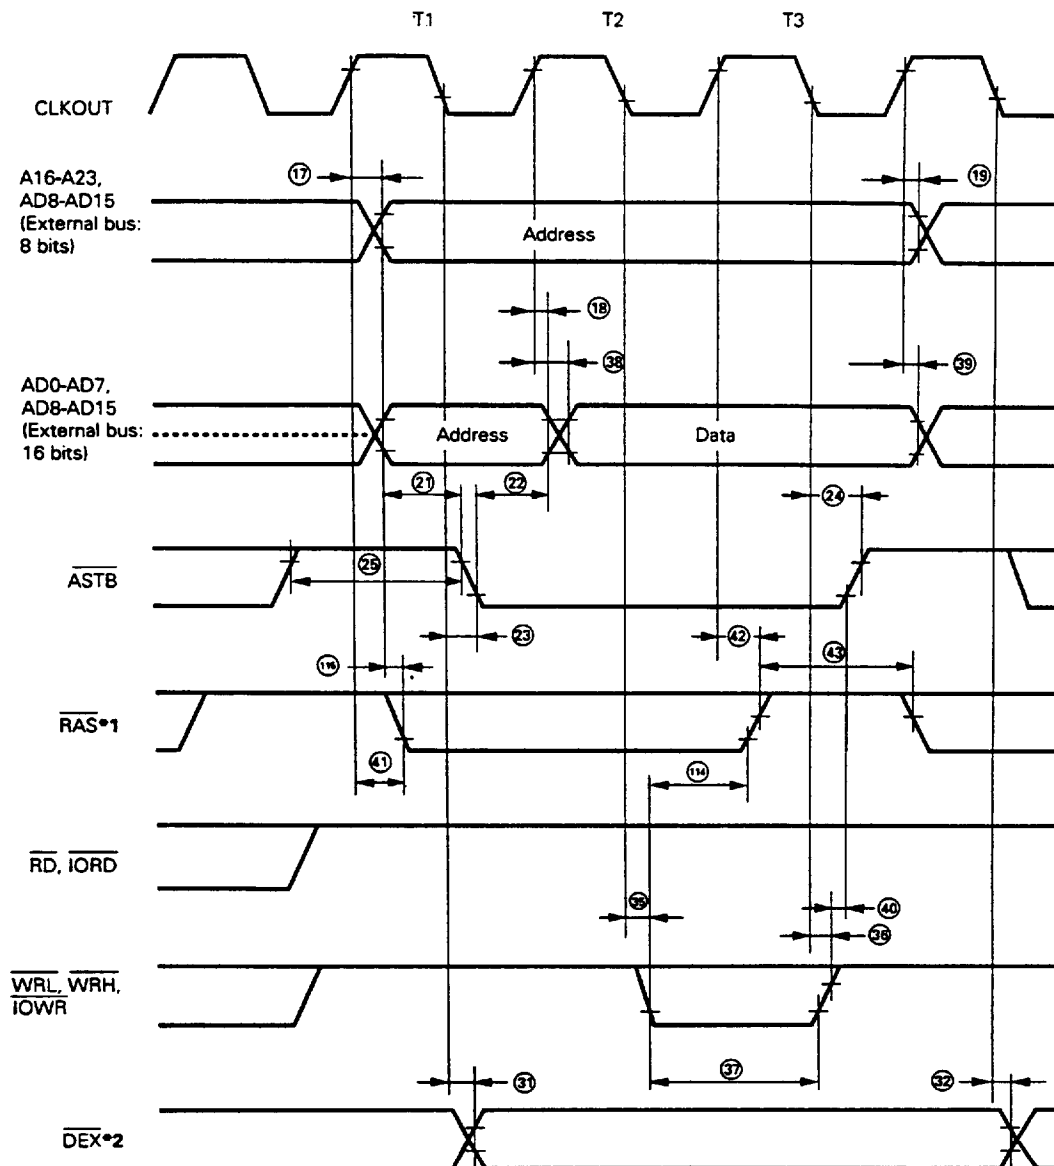 T1 T2 T3
CLKOUT
A16-A23,
AD8-AD15
(External bus:
8 bits)
17
19
Address
18
38
39
AD0-AD7,
AD8-AD15
(External bus:
16 bits)
Address
Data
21
22
24
ASTB
25
23
42
43
116
RAS*1
41
114
RD, IORD
35
40
36
WRL, WRH,
IOWR
37
31
32
DEX*2